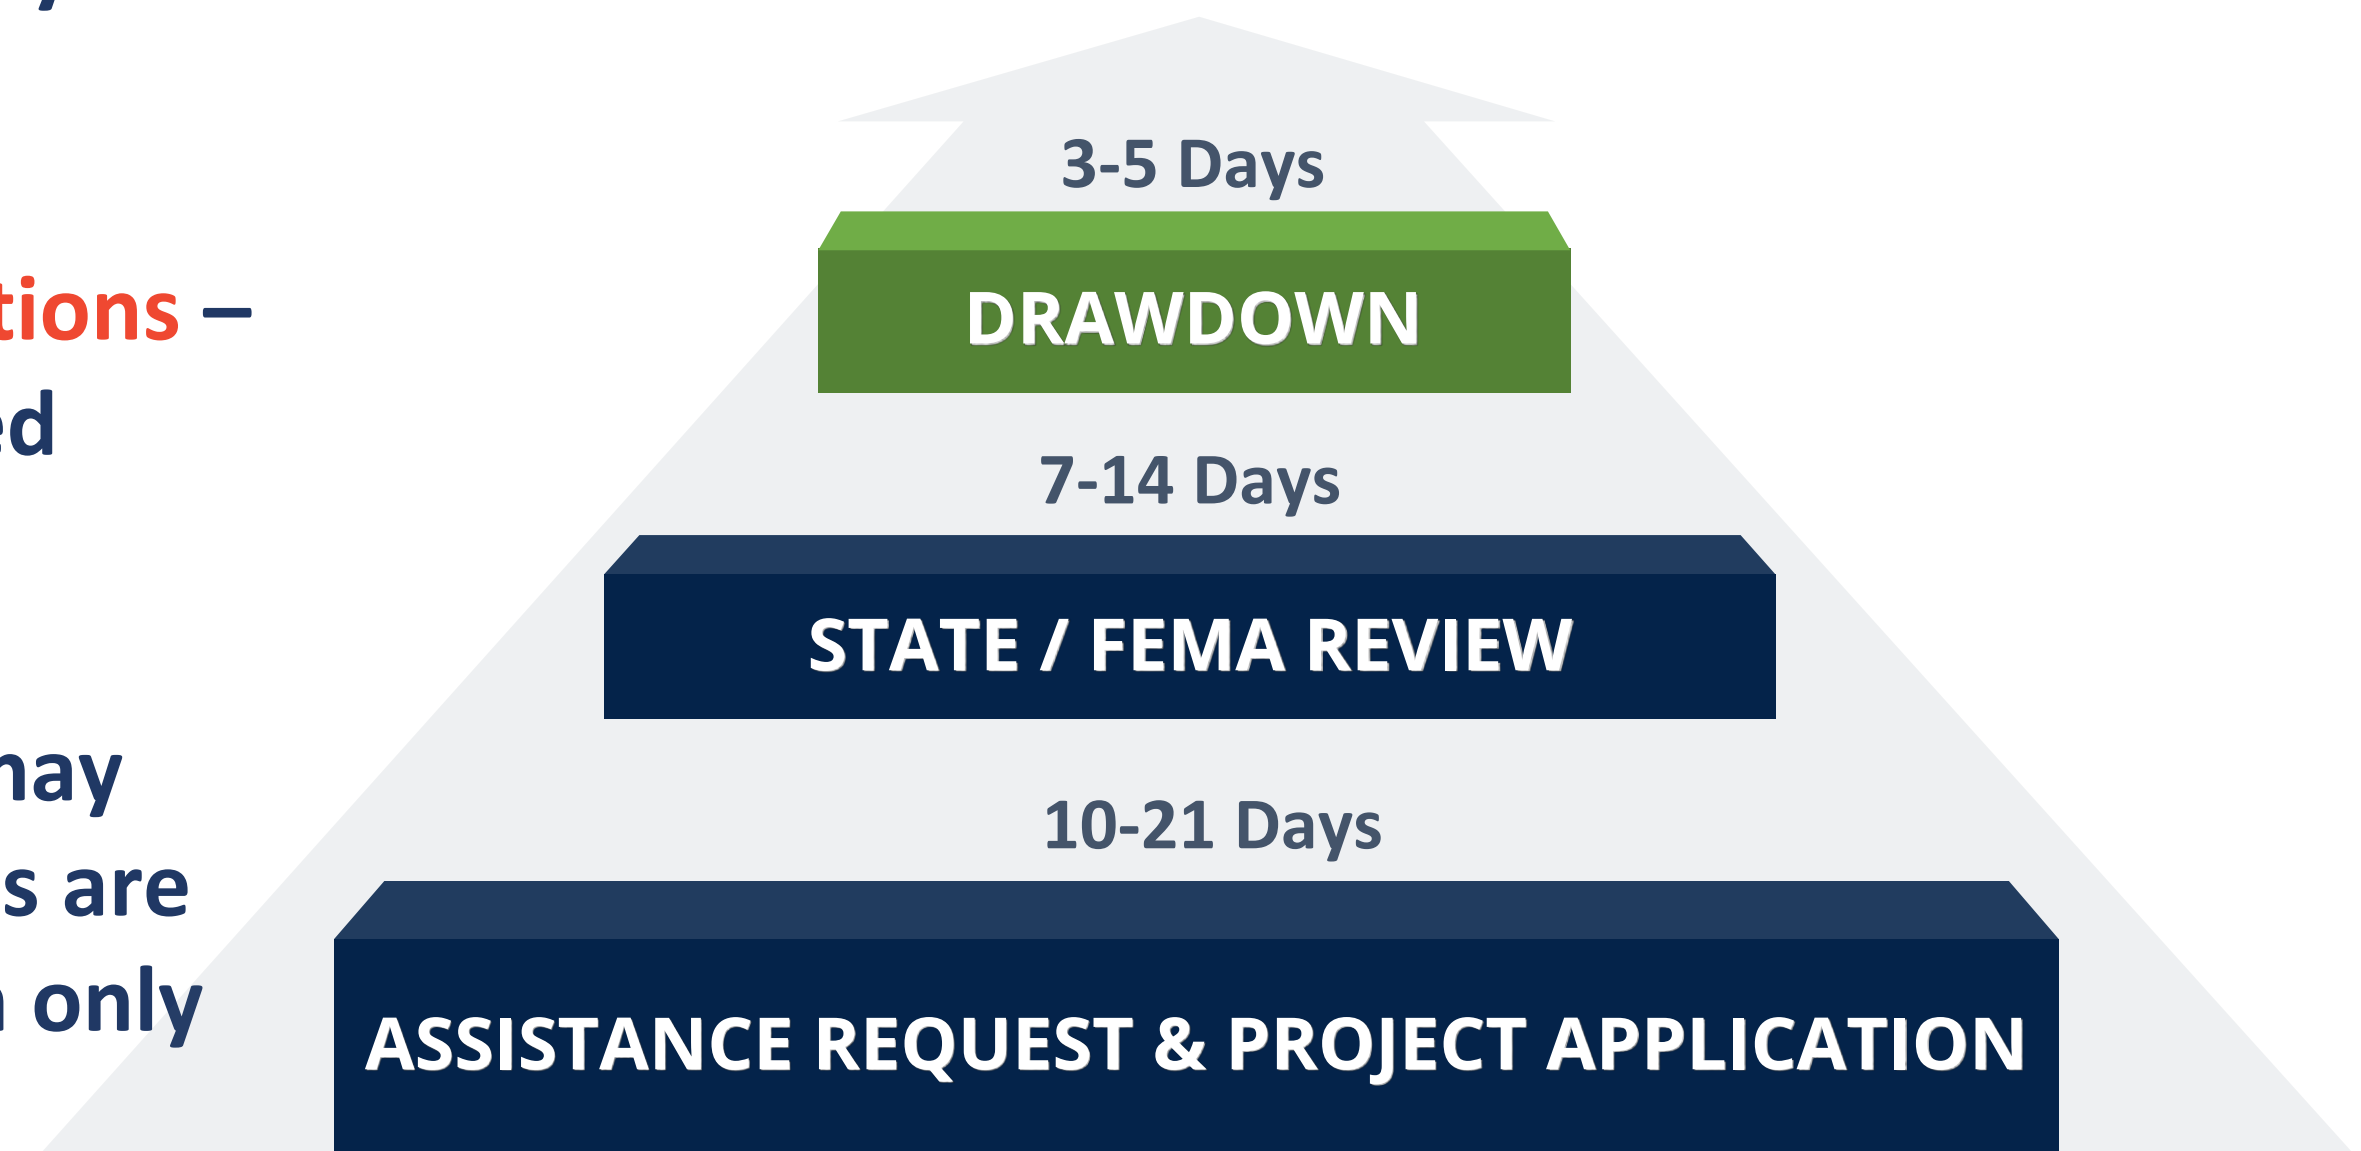 tions –
ed
may
s are
only
3-5 Days
DRAWDOWN
7-14 Days
STATE / FEMA REVIEW
10-21 Days
ASSISTANCE REQUEST & PROJECT APPLICATION